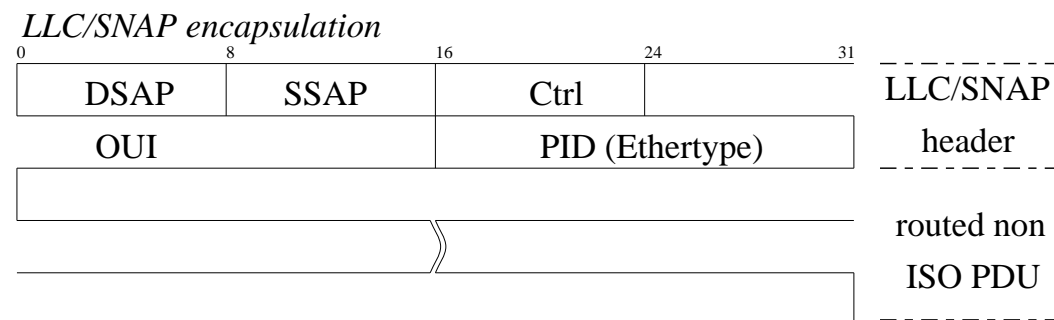 LLC/SNAP encapsulation
0 8 16 24 31
DSAP SSAP Ctrl LLC/SNAP
OUI PID (Ethertype) header
routed non
ISO PDU